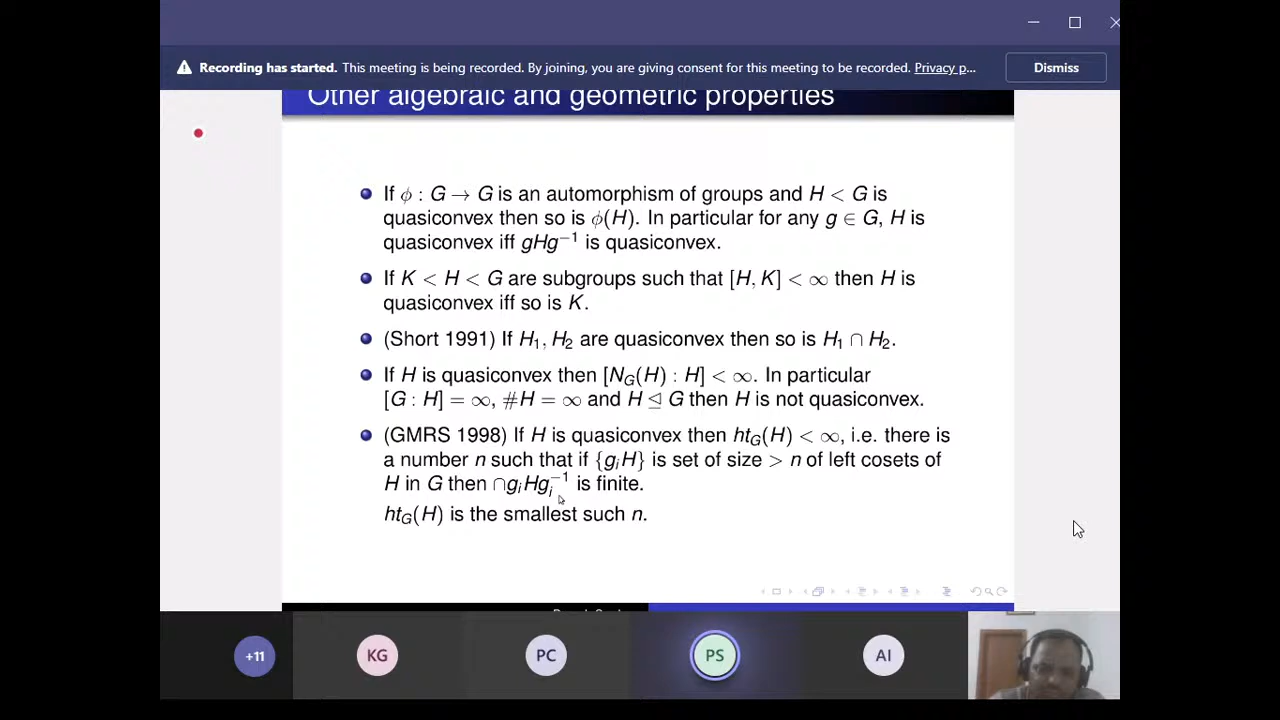 Recording has started. This meeting is being recorded. By joining, you are giving consent for this meeting to be recorded. Privacy p... Dismiss
Other algebraic and geometric properties
If ϕ : G → G is an automorphism of groups and H < G is
quasiconvex then so is ϕ(H). In particular for any g ∈ G, H is
quasiconvex iff gHg⁻¹ is quasiconvex.
If K < H < G are subgroups such that [H, K] < ∞ then H is
quasiconvex iff so is K.
(Short 1991) If H₁, H₂ are quasiconvex then so is H₁ ∩ H₂.
If H is quasiconvex then [N_G(H) : H] < ∞. In particular
[G : H] = ∞, #H = ∞ and H ⊴ G then H is not quasiconvex.
(GMRS 1998) If H is quasiconvex then ht_G(H) < ∞, i.e. there is
a number n such that if {g_iH} is set of size > n of left cosets of
H in G then ∩g_iHg_i⁻¹ is finite.
ht_G(H) is the smallest such n.
+11 KG PC PS AI